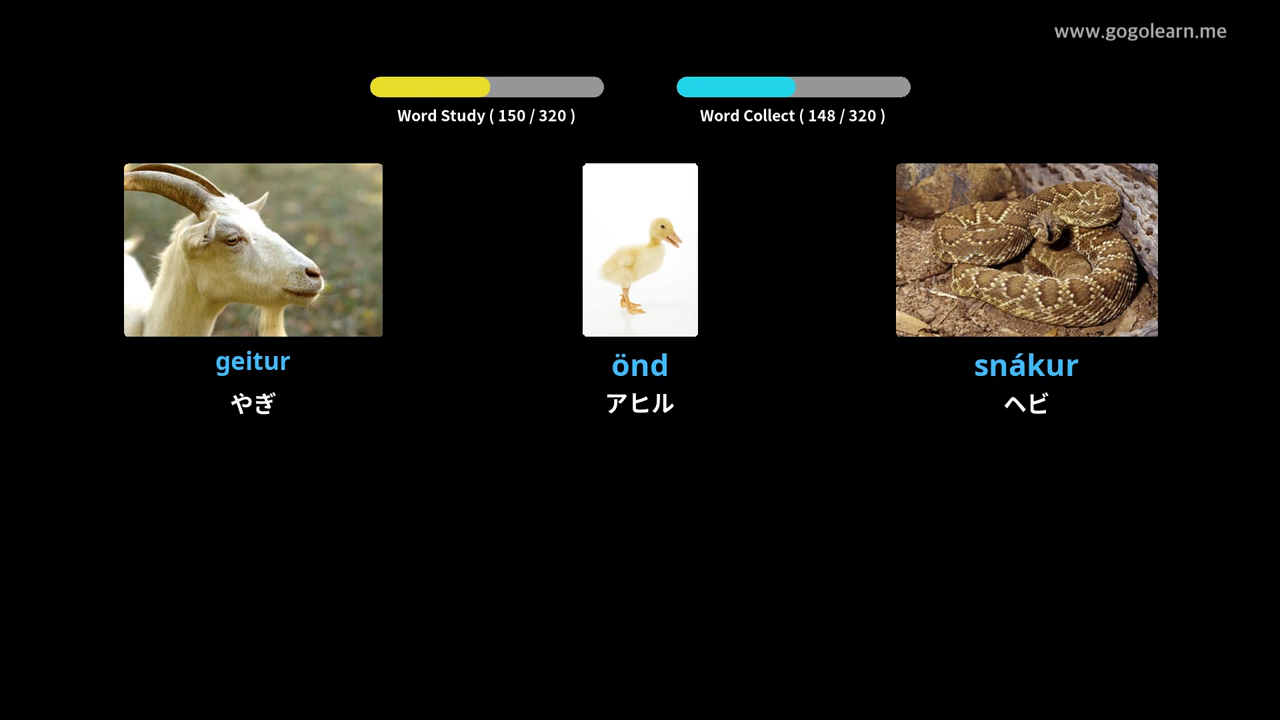 www.gogolearn.me
Word Study ( 150 / 320 )
Word Collect ( 148 / 320 )
geitur
önd
snákur
やぎ
アヒル
ヘビ